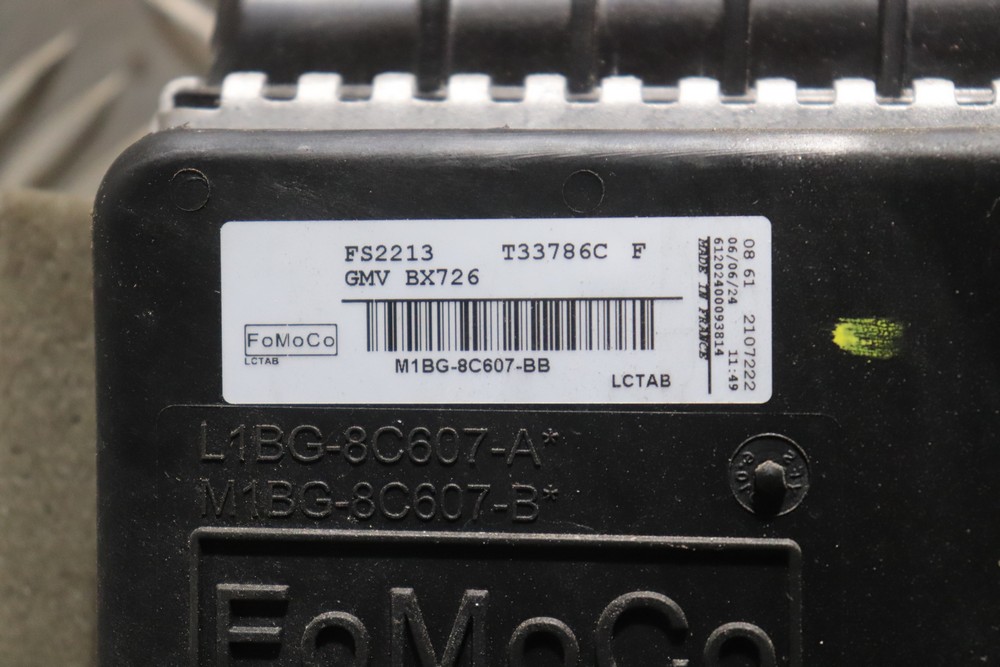 FS2213 T33786C F
GMV BX726
FoMoCo
LCTAB
M1BG-8C607-BB
LCTAB
MADE IN FRANCE
61202400093814
06/06/24 11:49
08 61 2107222
L1BG-8C607-A*
M1BG-8C607-B*
FoMoCo